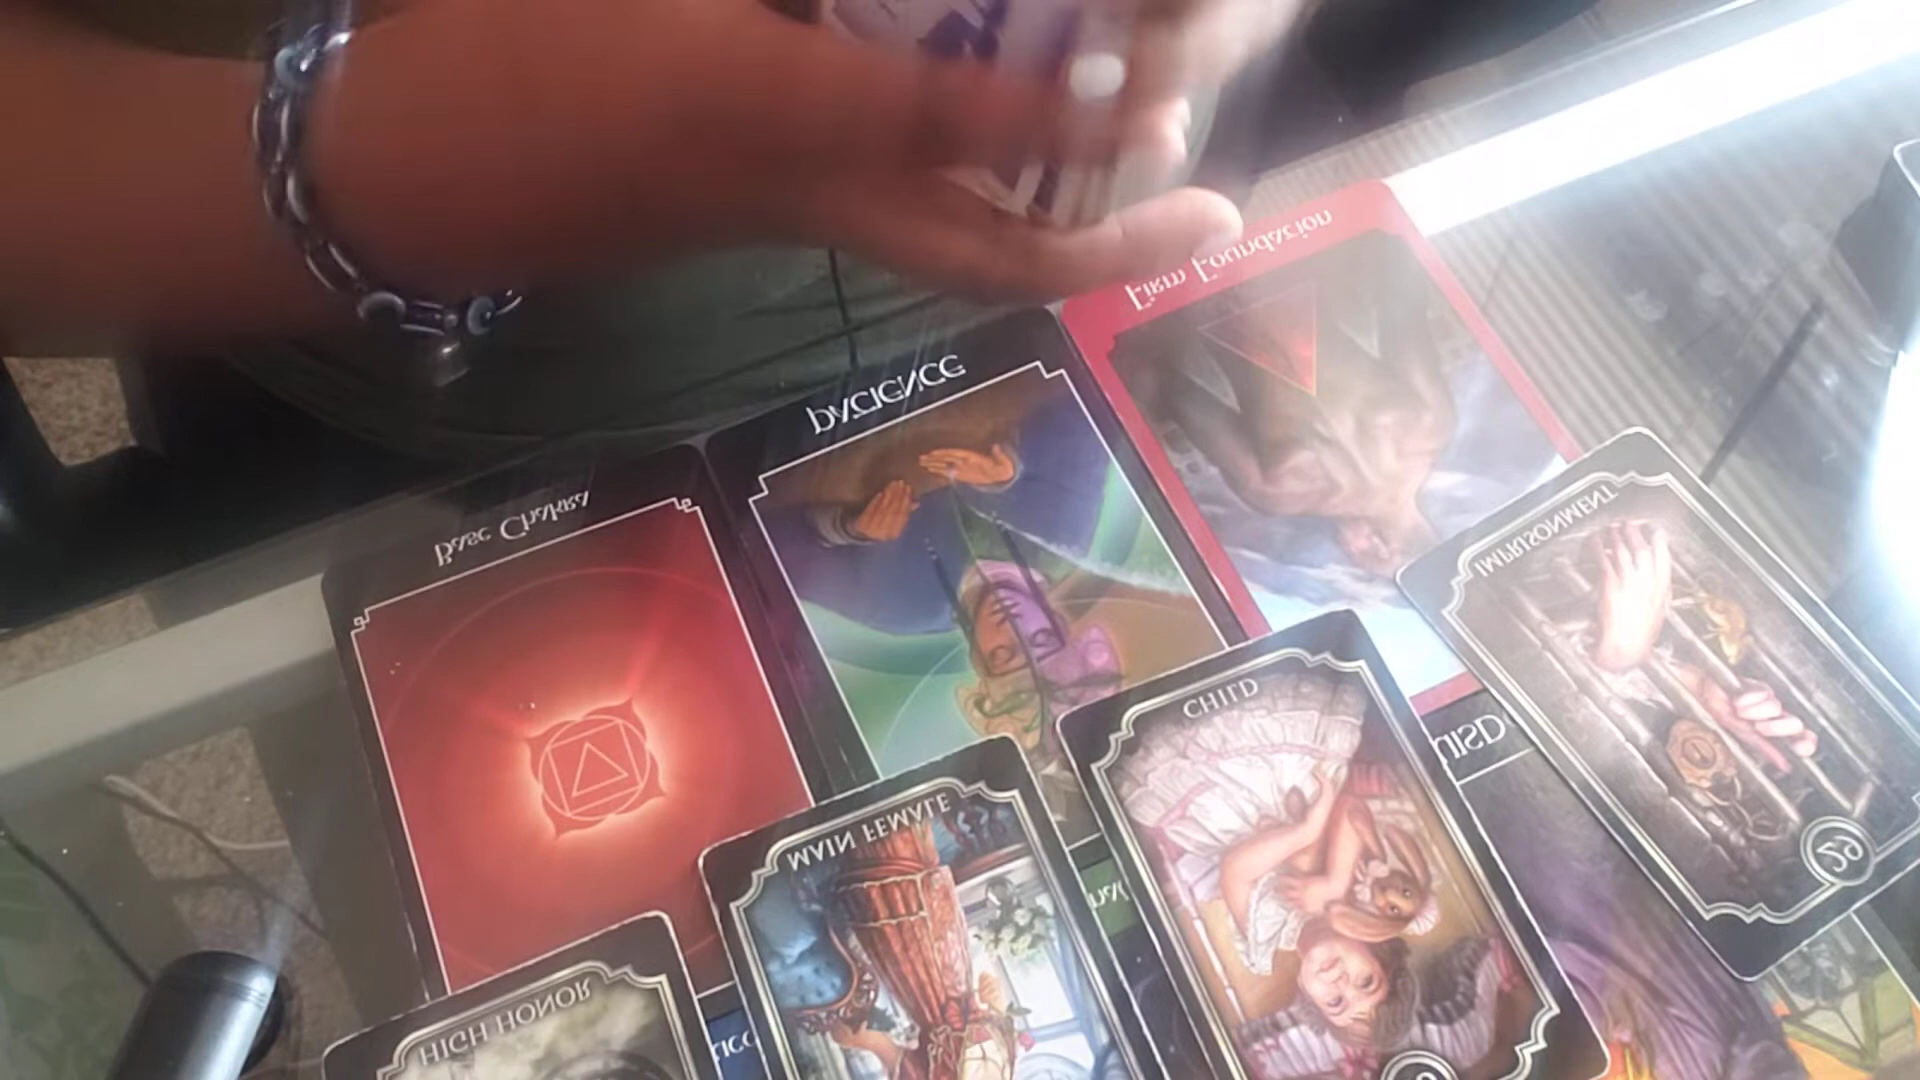 Firm Foundation
PATIENCE
Base Chakra
IMPRISONMENT
CHILD
MAIN FEMALE
HIGH HONOR